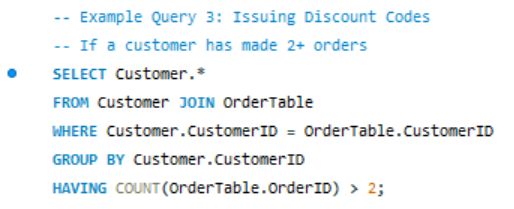 -- Example Query 3: Issuing Discount Codes
-- If a customer has made 2+ orders
SELECT Customer.*
FROM Customer JOIN OrderTable
WHERE Customer.CustomerID = OrderTable.CustomerID
GROUP BY Customer.CustomerID
HAVING COUNT(OrderTable.OrderID) > 2;